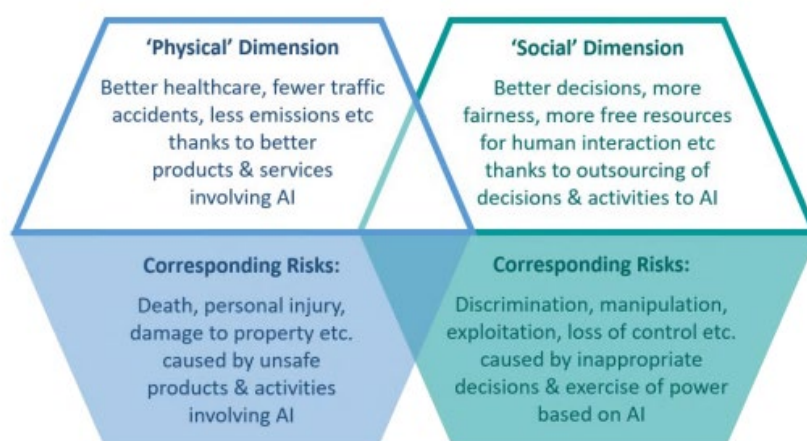 ‘Physical’ Dimension
Better healthcare, fewer traffic
accidents, less emissions etc
thanks to better
products & services
involving AI
‘Social’ Dimension
Better decisions, more
fairness, more free resources
for human interaction etc
thanks to outsourcing of
decisions & activities to AI
Corresponding Risks:
Death, personal injury,
damage to property etc.
caused by unsafe
products & activities
involving AI
Corresponding Risks:
Discrimination, manipulation,
exploitation, loss of control etc.
caused by inappropriate
decisions & exercise of power
based on AI